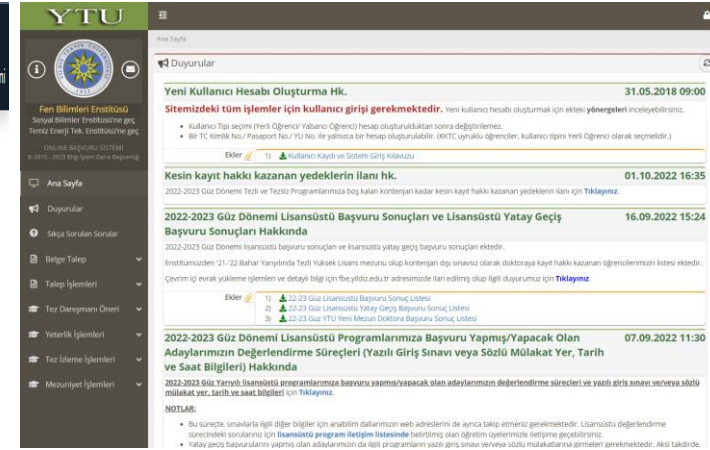 YTU
ni
Fen Bilimleri Enstitüsü
Sosyal Bilimler Enstitüsü'ne geç
Temiz Enerji Tek. Enstitüsü'ne geç
ONLINE BAŞVURU SİSTEMİ
© 2013 - 2023 Bilgi İşlem Daire Başkanlığı
Ana Sayfa
Duyurular
Sıkça Sorulan Sorular
Belge Talep
Talep İşlemleri
Tez Danışmanı Öneri
Yeterlik İşlemleri
Tez İzleme İşlemleri
Mezuniyet İşlemleri
Ana Sayfa
Duyurular
Yeni Kullanıcı Hesabı Oluşturma Hk. 31.05.2018 09:00
Sitemizdeki tüm işlemler için kullanıcı girişi gerekmektedir. Yeni kullanıcı hesabı oluşturmak için ekteki yönergeleri inceleyebilirsiniz.
• Kullanıcı Tipi seçimi (Yerli Öğrenci/ Yabancı Öğrenci) hesap oluşturulduktan sonra değiştirilemez.
• Bir TC Kimlik No./ Pasaport No./ YU No. ile yalnızca bir hesap oluşturulabilir. (KKTC uyruklu öğrenciler, kullanıcı tipini Yerli Öğrenci olarak seçmelidir.)
Ekler 1) Kullanıcı Kaydı ve Sistem Giriş Kılavuzu
Kesin kayıt hakkı kazanan yedeklerin ilanı hk. 01.10.2022 16:35
2022-2023 Güz Dönemi Tezli ve Tezsiz Programlarımıza boş kalan kontenjan kadar kesin kayıt hakkı kazanan yedeklerin ilanı için Tıklayınız.
2022-2023 Güz Dönemi Lisansüstü Başvuru Sonuçları ve Lisansüstü Yatay Geçiş 16.09.2022 15:24
Başvuru Sonuçları Hakkında
2022-2023 Güz Dönemi lisansüstü başvuru sonuçları ve lisansüstü yatay geçiş başvuru sonuçları ektedir.
Enstitümüzden '21-'22 Bahar Yarıyılında Tezli Yüksek Lisans mezunu olup kontenjan dışı sınavsız olarak doktoraya kayıt hakkı kazanan öğrencilerimizin listesi ektedir.
Çevrim içi evrak yükleme işlemleri ve detaylı bilgi için fbe.yildiz.edu.tr adresimizde ilan edilmiş olup ilgili duyurumuz için Tıklayınız.
Ekler 1) 22-23 Güz Lisansüstü Başvuru Sonuç Listesi
2) 22-23 Güz Lisansüstü Yatay Geçiş Başvuru Sonuç Listesi
3) 22-23 Güz YTÜ Yeni Mezun Doktora Başvuru Sonuç Listesi
2022-2023 Güz Dönemi Lisansüstü Programlarımıza Başvuru Yapmış/Yapacak Olan 07.09.2022 11:30
Adaylarımızın Değerlendirme Süreçleri (Yazılı Giriş Sınavı veya Sözlü Mülakat Yer, Tarih
ve Saat Bilgileri) Hakkında
2022-2023 Güz Yarıyılı lisansüstü programlarımıza başvuru yapmış/yapacak olan adaylarımızın değerlendirme süreçleri ve yazılı giriş sınavı ve/veya sözlü
mülakat yer, tarih ve saat bilgileri için Tıklayınız.
NOTLAR:
• Bu süreçte, sınavlarla ilgili diğer bilgiler için anabilim dallarımızın web adreslerini de ayrıca takip etmeniz gerekmektedir. Lisansüstü değerlendirme
sürecindeki sorularınız için lisansüstü program iletişim listesinde belirtilmiş olan öğretim üyelerimizle iletişime geçebilirsiniz.
• Yatay geçiş başvurularını yapmış olan adaylarımızın da ilgili programların yazılı giriş sınavı ve/veya sözlü mülakatlarına girmeleri gerekmektedir. Aksi takdirde,